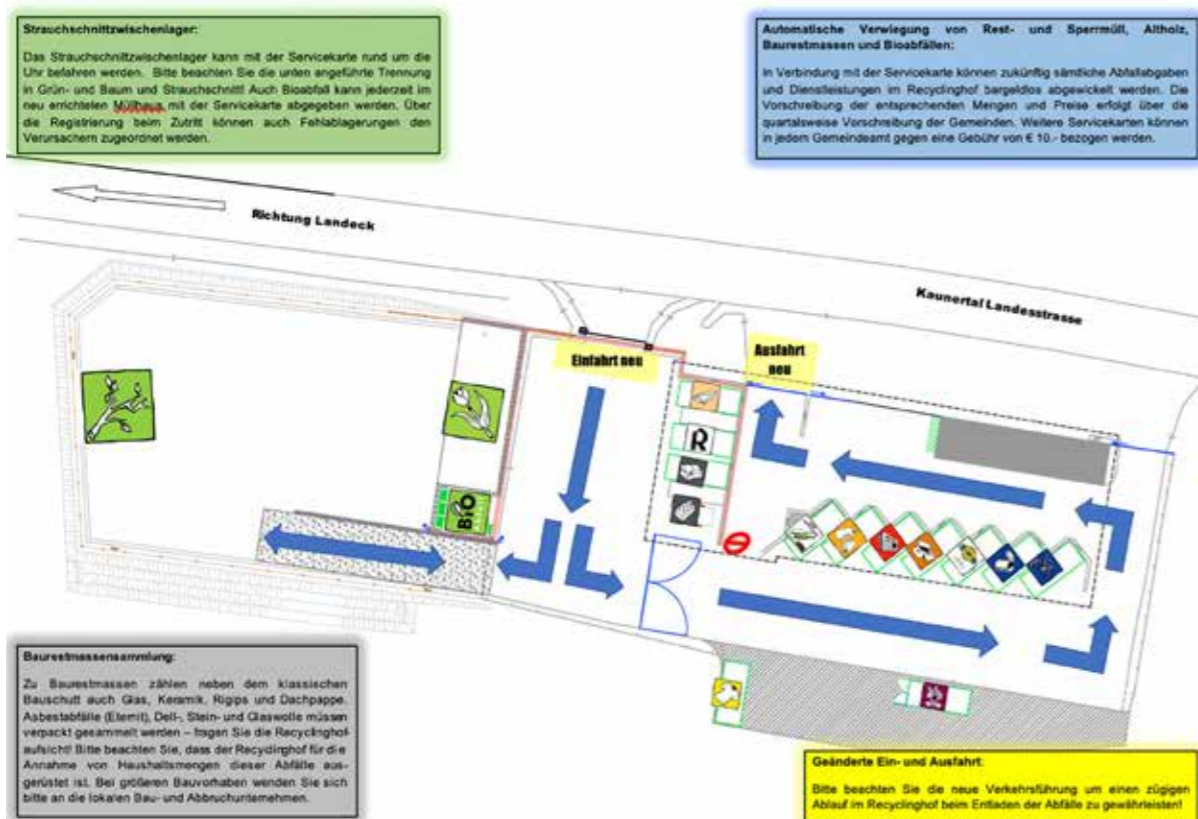 Strauchschnittzwischenlager:
Das Strauchschnittzwischenlager kann mit der Servicekarte rund um die
Uhr befahren werden. Bitte beachten Sie die unten angeführte Trennung
in Grün- und Baum und Strauchschnitt! Auch Bioabfall kann jederzeit im
neu errichteten Müllhaus mit der Servicekarte abgegeben werden. Über
die Registrierung beim Zutritt können auch Fehlablagerungen den
Verursachern zugeordnet werden.
Automatische Verwiegung von Rest- und Sperrmüll, Altholz,
Baurestmassen und Bioabfällen:
In Verbindung mit der Servicekarte können zukünftig sämtliche Abfallabgaben
und Dienstleistungen im Recyclinghof bargeldlos abgewickelt werden. Die
Vorschreibung der entsprechenden Mengen und Preise erfolgt über die
quartalsweise Vorschreibung der Gemeinden. Weitere Servicekarten können
in jedem Gemeindeamt gegen eine Gebühr von € 10.- bezogen werden.
Richtung Landeck
Kaunertal Landesstrasse
Einfahrt neu
Ausfahrt
neu
R
BIO
Baurestmassensammlung:
Zu Baurestmassen zählen neben dem klassischen
Bauschutt auch Glas, Keramik, Rigips und Dachpappe.
Asbestabfälle (Eternit), Dell-, Stein- und Glaswolle müssen
verpackt gesammelt werden – fragen Sie die Recyclinghof-
aufsicht! Bitte beachten Sie, dass der Recyclinghof für die
Annahme von Haushaltsmengen dieser Abfälle aus-
gerüstet ist. Bei größeren Bauvorhaben wenden Sie sich
bitte an die lokalen Bau- und Abbruchunternehmen.
Geänderte Ein- und Ausfahrt:
Bitte beachten Sie die neue Verkehrsführung um einen zügigen
Ablauf im Recyclinghof beim Entladen der Abfälle zu gewährleisten!